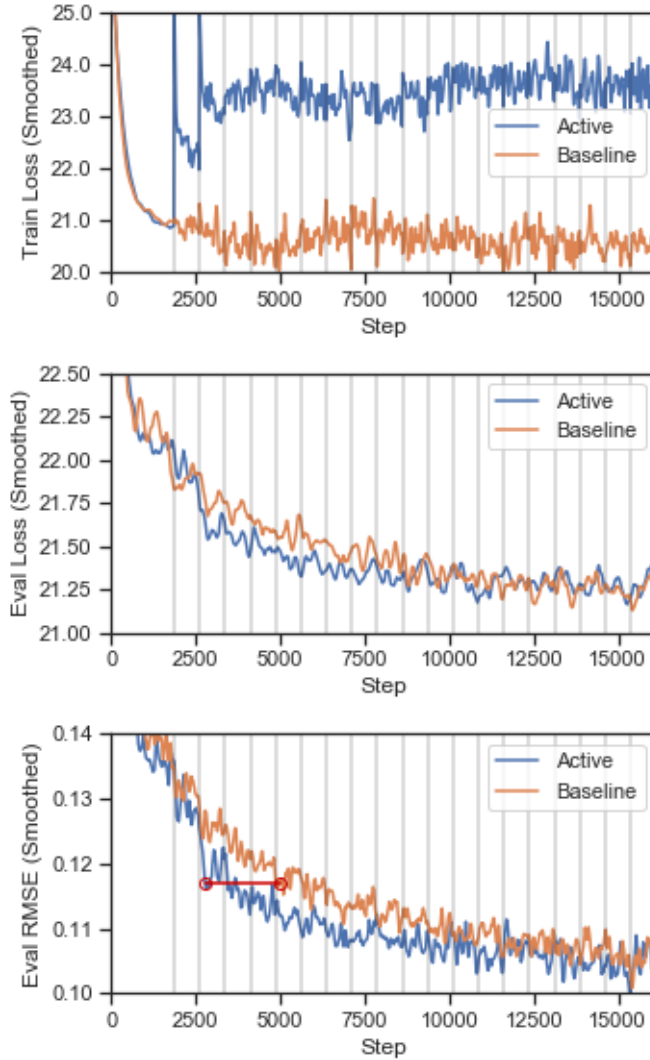 25.0
24.0
23.0
22.0
21.0
20.0
Train Loss (Smoothed)
Active
Baseline
0 2500 5000 7500 10000 12500 15000
Step
22.50
22.25
22.00
21.75
21.50
21.25
21.00
Eval Loss (Smoothed)
Active
Baseline
0 2500 5000 7500 10000 12500 15000
Step
0.14
0.13
0.12
0.11
0.10
Eval RMSE (Smoothed)
Active
Baseline
0 2500 5000 7500 10000 12500 15000
Step